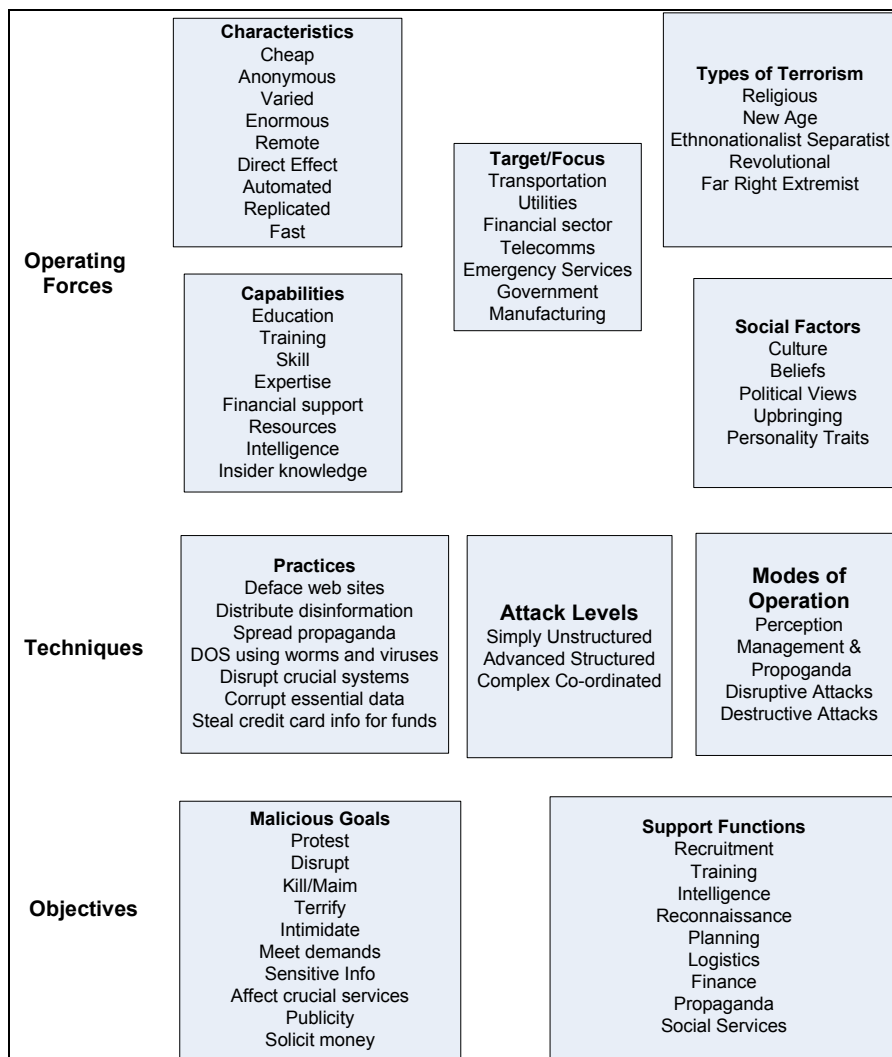 Operating
Forces
Characteristics
Cheap
Anonymous
Varied
Enormous
Remote
Direct Effect
Automated
Replicated
Fast
Capabilities
Education
Training
Skill
Expertise
Financial support
Resources
Intelligence
Insider knowledge
Target/Focus
Transportation
Utilities
Financial sector
Telecomms
Emergency Services
Government
Manufacturing
Types of Terrorism
Religious
New Age
Ethnonationalist Separatist
Revolutional
Far Right Extremist
Social Factors
Culture
Beliefs
Political Views
Upbringing
Personality Traits
Techniques
Practices
Deface web sites
Distribute disinformation
Spread propaganda
DOS using worms and viruses
Disrupt crucial systems
Corrupt essential data
Steal credit card info for funds
Attack Levels
Simply Unstructured
Advanced Structured
Complex Co-ordinated
Modes of
Operation
Perception
Management &
Propoganda
Disruptive Attacks
Destructive Attacks
Objectives
Malicious Goals
Protest
Disrupt
Kill/Maim
Terrify
Intimidate
Meet demands
Sensitive Info
Affect crucial services
Publicity
Solicit money
Support Functions
Recruitment
Training
Intelligence
Reconnaissance
Planning
Logistics
Finance
Propaganda
Social Services